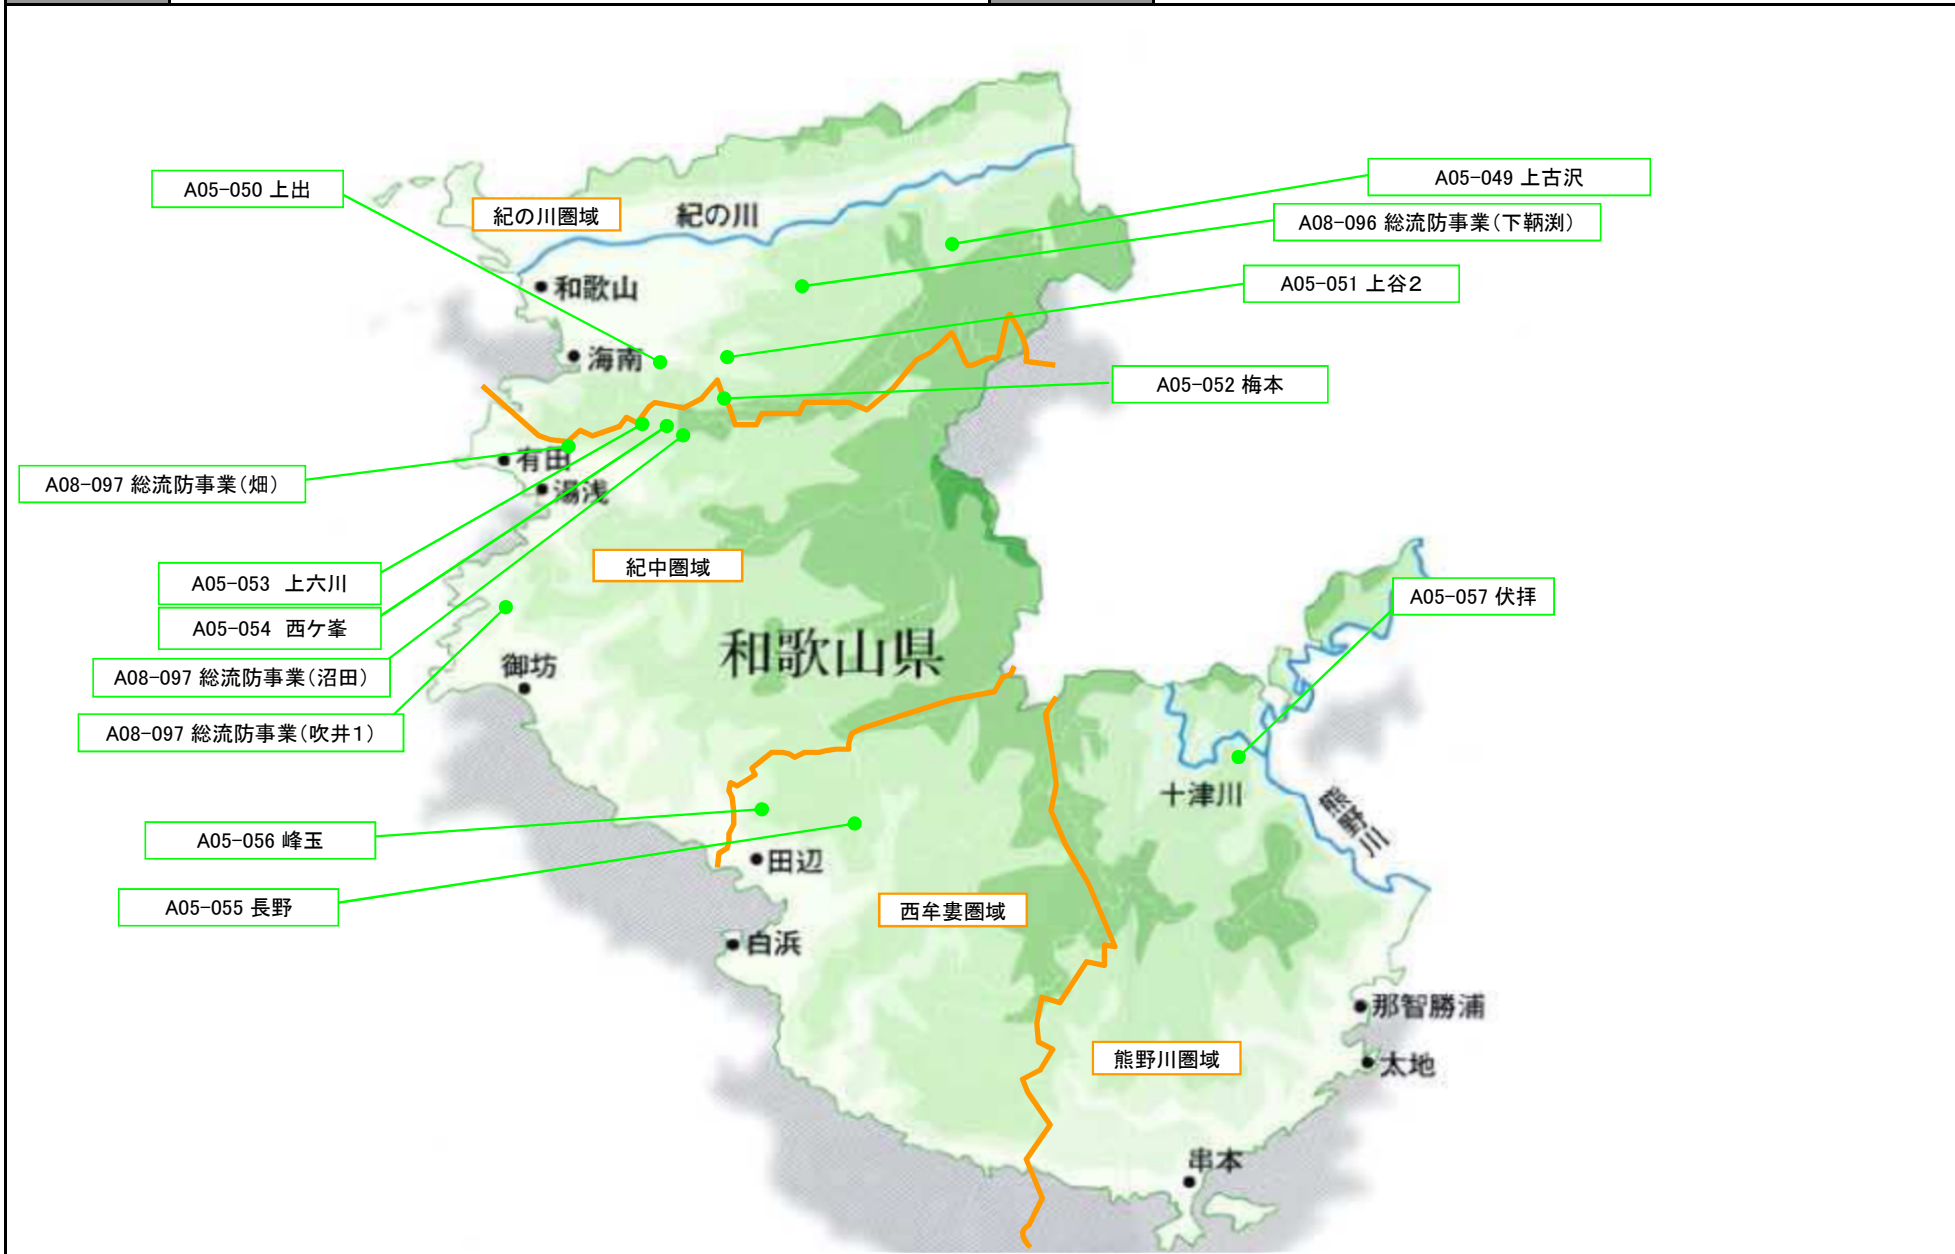 A05-050 上出
紀の川圏域
紀の川
A05-049 上古沢
A08-096 総流防事業（下鞆渕）
A05-051 上谷２
和歌山
海南
A05-052 梅本
有田
湯浅
A08-097 総流防事業（畑）
紀中圏域
A05-053　上六川
A05-054　西ケ峯
A05-057 伏拝
A08-097 総流防事業（沼田）
御坊
和歌山県
A08-097 総流防事業（吹井１）
十津川
熊野川
A05-056 峰玉
田辺
A05-055 長野
西牟婁圏域
白浜
那智勝浦
熊野川圏域
太地
串本